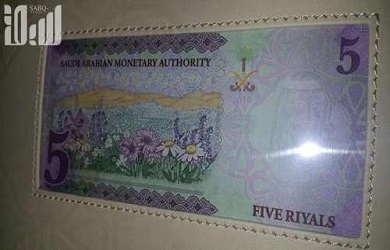 سبق
SABQ
5
SAUDI ARABIAN MONETARY AUTHORITY
5
FIVE RIYALS